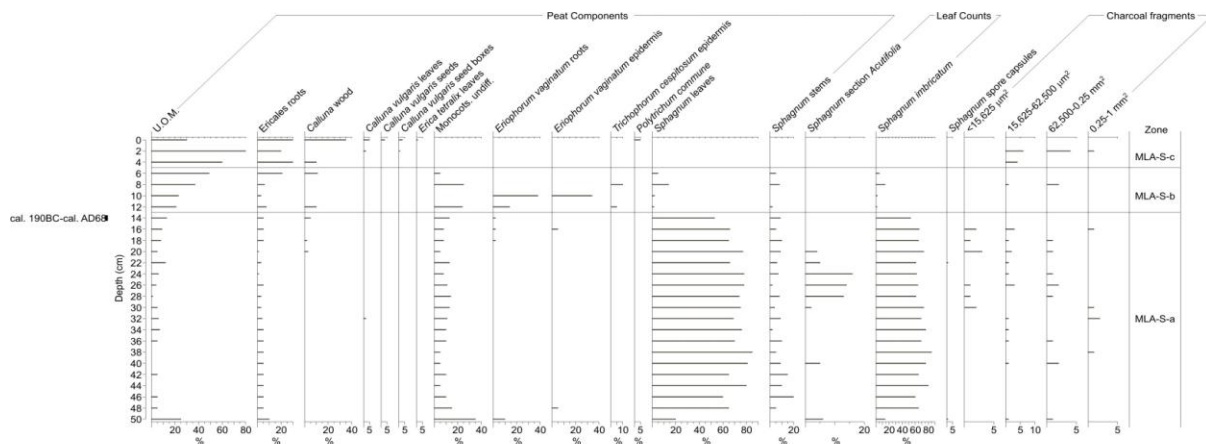 Peat Components
Leaf Counts
Charcoal fragments
U.O.M.
Ericales roots
Calluna wood
Calluna vulgaris leaves
Calluna vulgaris seeds
Calluna vulgaris seed boxes
Erica tetralix leaves
Monocots. undiff.
Eriophorum vaginatum roots
Eriophorum vaginatum epidermis
Trichophorum cespitosum epidermis
Polytrichum commune
Sphagnum leaves
Sphagnum stems
Sphagnum section Acutifolia
Sphagnum imbricatum
Sphagnum spore capsules
<15,625 µm²
15,625-62,500 µm²
62,500-0.25 mm²
0.25-1 mm²
Zone
0
2
4
6
8
10
12
14
16
18
20
22
24
26
28
30
32
34
36
38
40
42
44
46
48
50
Depth (cm)
cal. 190BC-cal. AD68
MLA-S-c
MLA-S-b
MLA-S-a
20 40 60 80 20 20 40 5 5 5 5 20 40 20 40 20 40 10 5 20 40 60 80 20 20 20 40 60 80 5 5 5 10 5 5
% % % % % % % % % % % % % % % % %